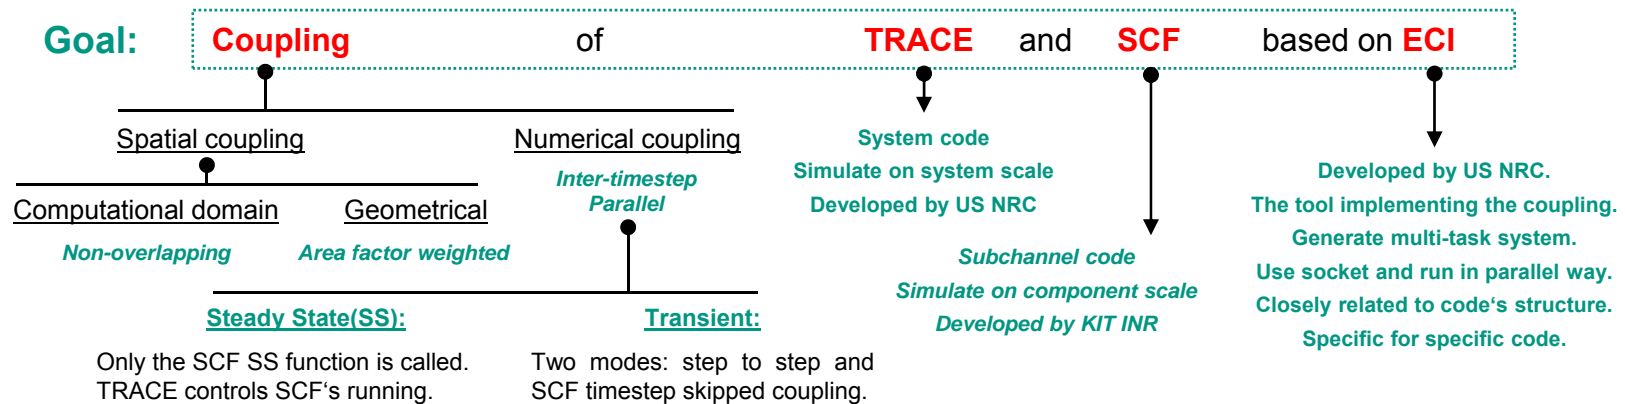 Goal: Coupling of TRACE and SCF based on ECI
Spatial coupling
Computational domain
Non-overlapping
Geometrical
Area factor weighted
Numerical coupling
Inter-timestep
Parallel
Steady State(SS):
Only the SCF SS function is called.
TRACE controls SCF‘s running.
Transient:
Two modes: step to step and
SCF timestep skipped coupling.
System code
Simulate on system scale
Developed by US NRC
Subchannel code
Simulate on component scale
Developed by KIT INR
Developed by US NRC.
The tool implementing the coupling.
Generate multi-task system.
Use socket and run in parallel way.
Closely related to code‘s structure.
Specific for specific code.